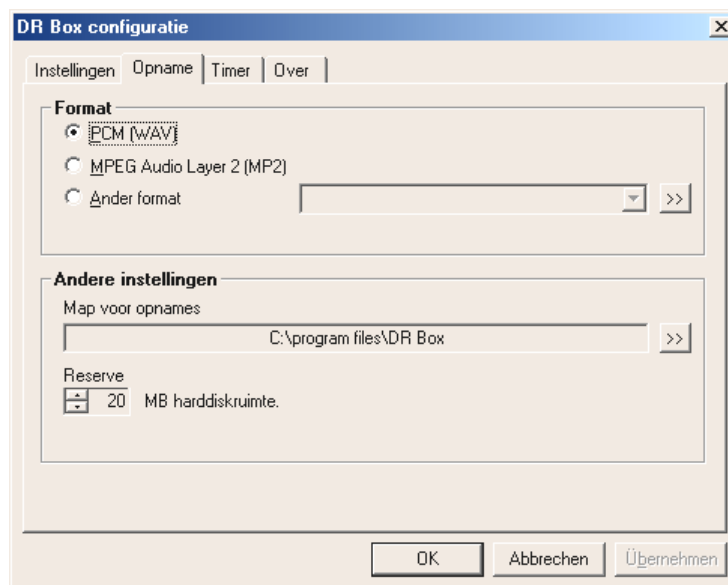 DR Box configuratie
Instellingen Opname Timer Over
Format
PCM (WAV)
MPEG Audio Layer 2 (MP2)
Ander format >>
Andere instellingen
Map voor opnames
C:\program files\DR Box >>
Reserve
20 MB harddiskruimte.
OK Abbrechen Übernehmen